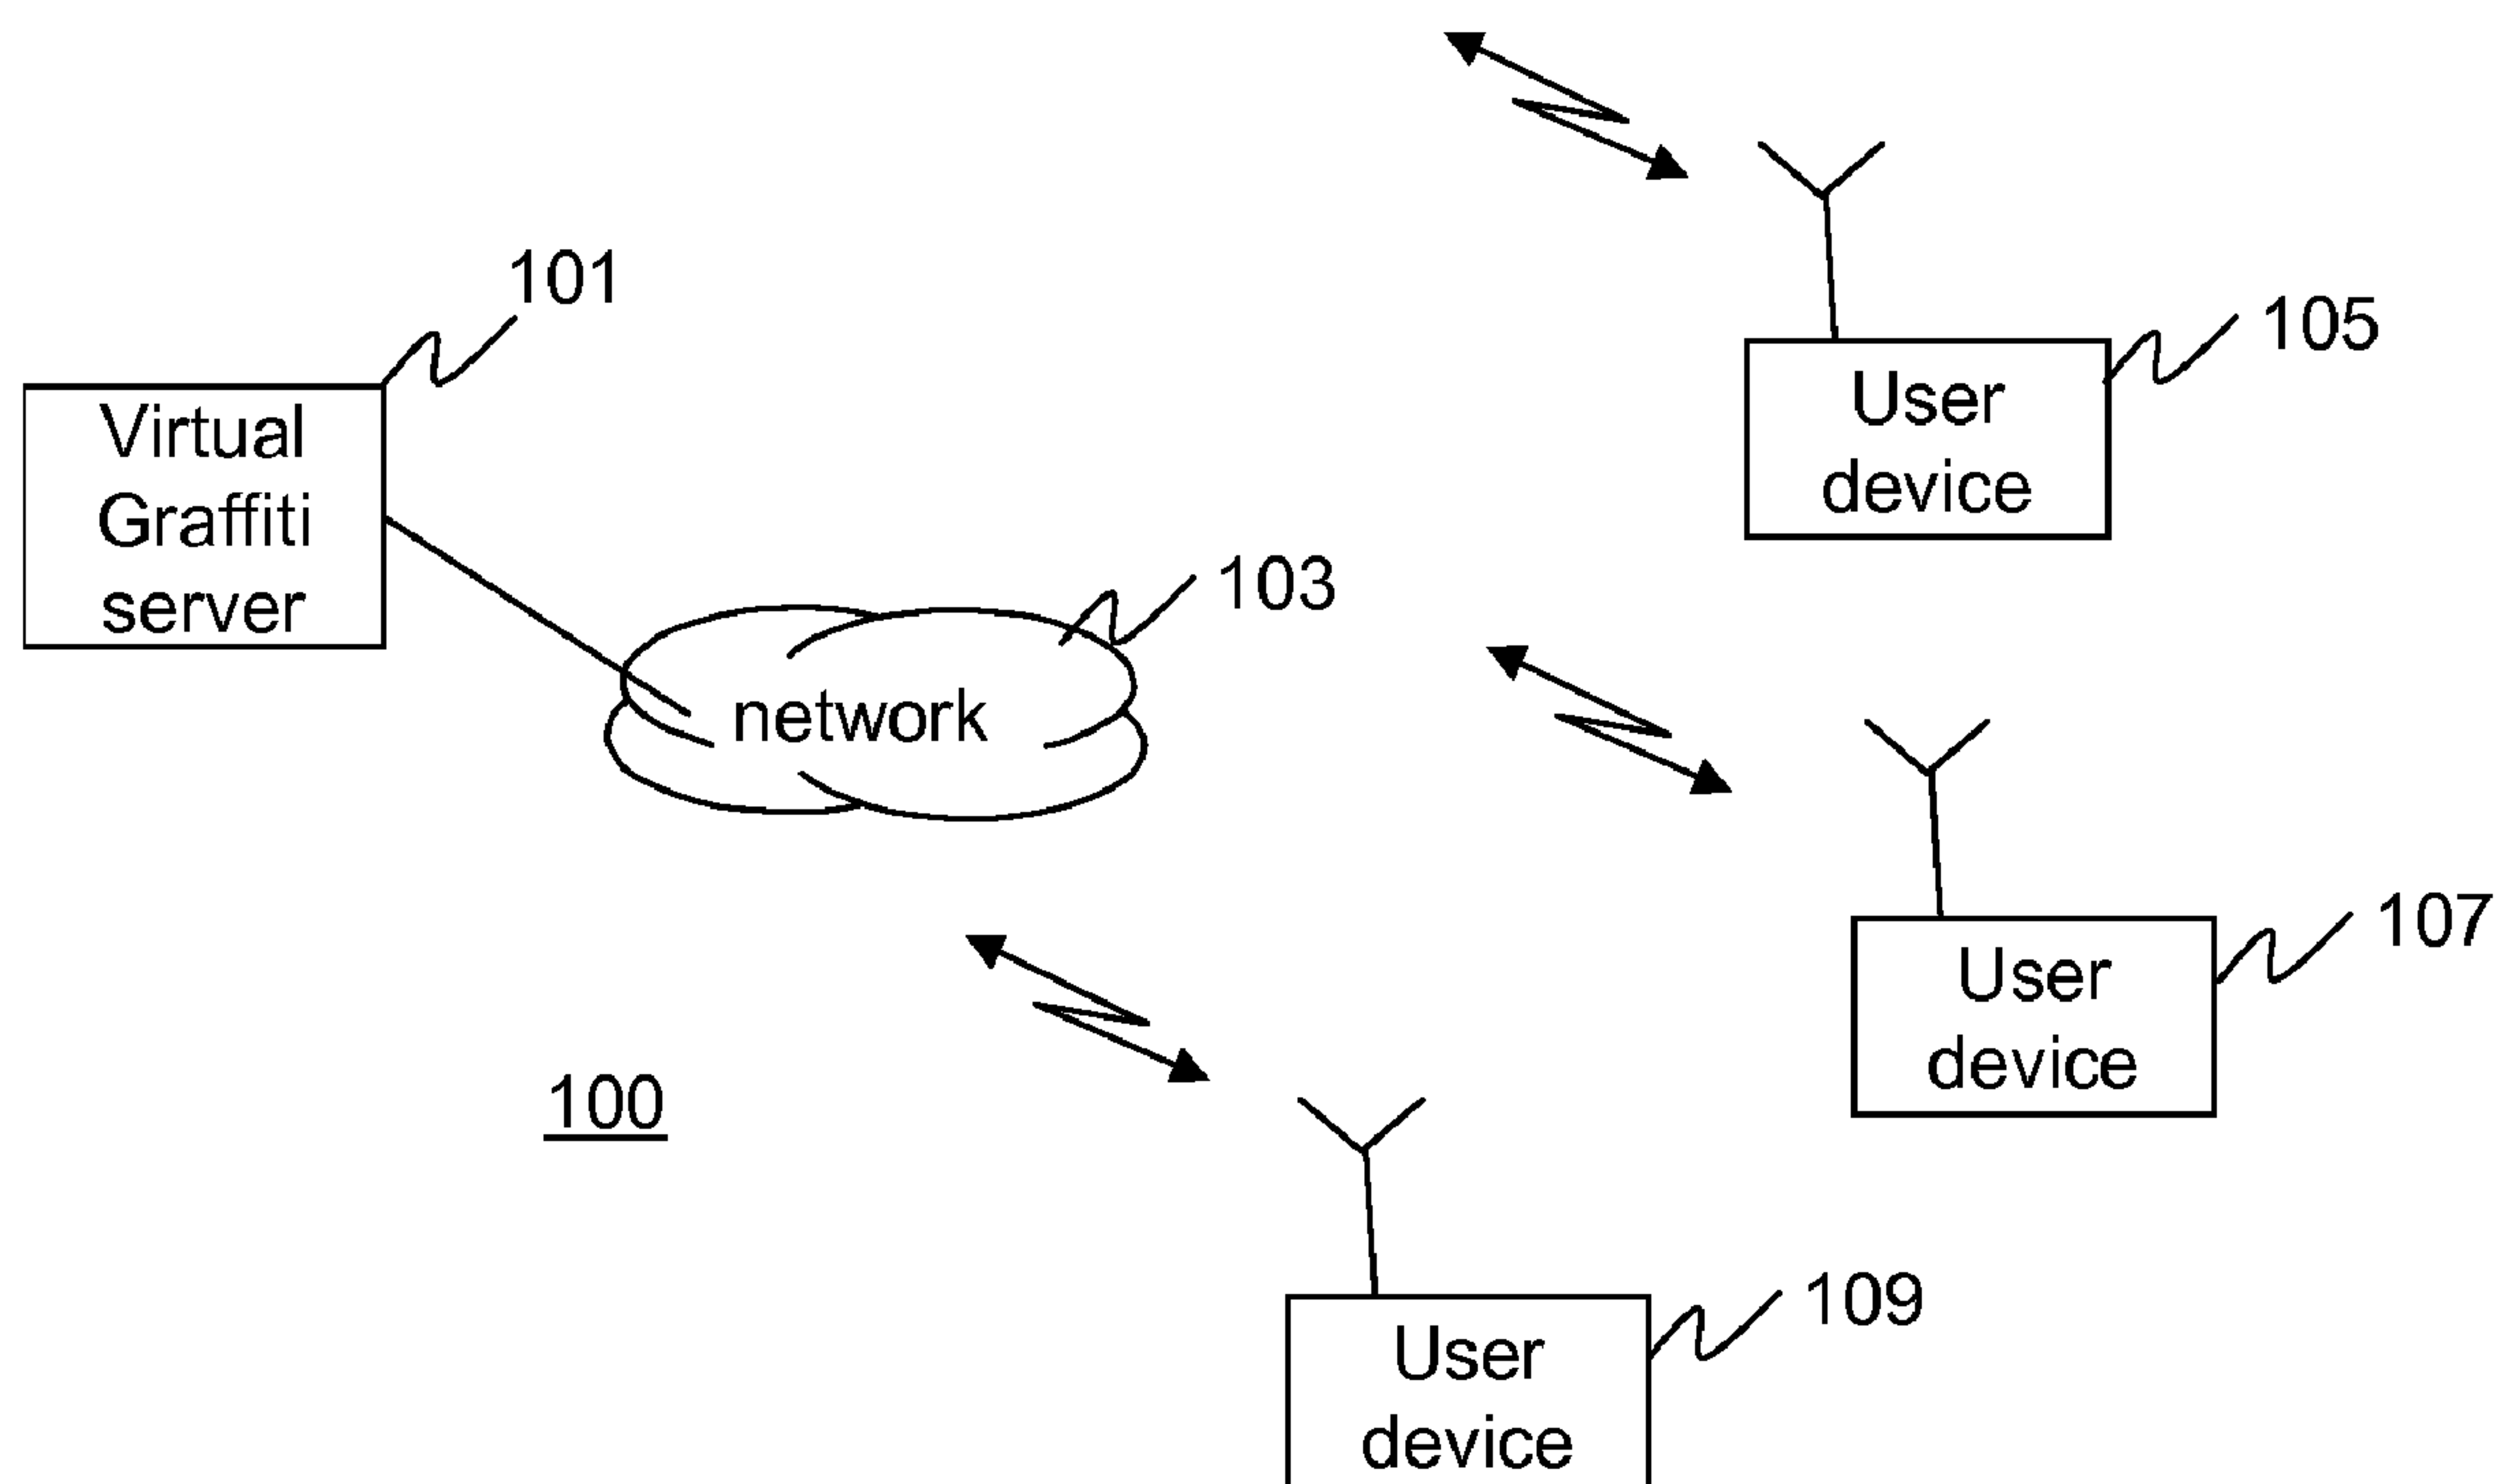 101
Virtual
Graffiti
server
105
User
device
103
network
107
User
device
100
109
User
device